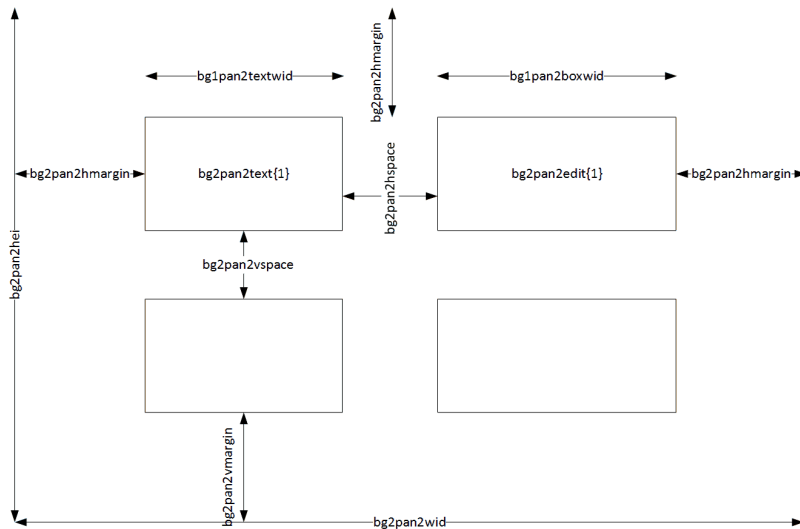 bg1pan2textwid
bg2pan2hmargin
bg1pan2boxwid
bg2pan2hmargin
bg2pan2text{1}
bg2pan2hspace
bg2pan2edit{1}
bg2pan2hmargin
bg2pan2hei
bg2pan2vspace
bg2pan2vmargin
bg2pan2wid